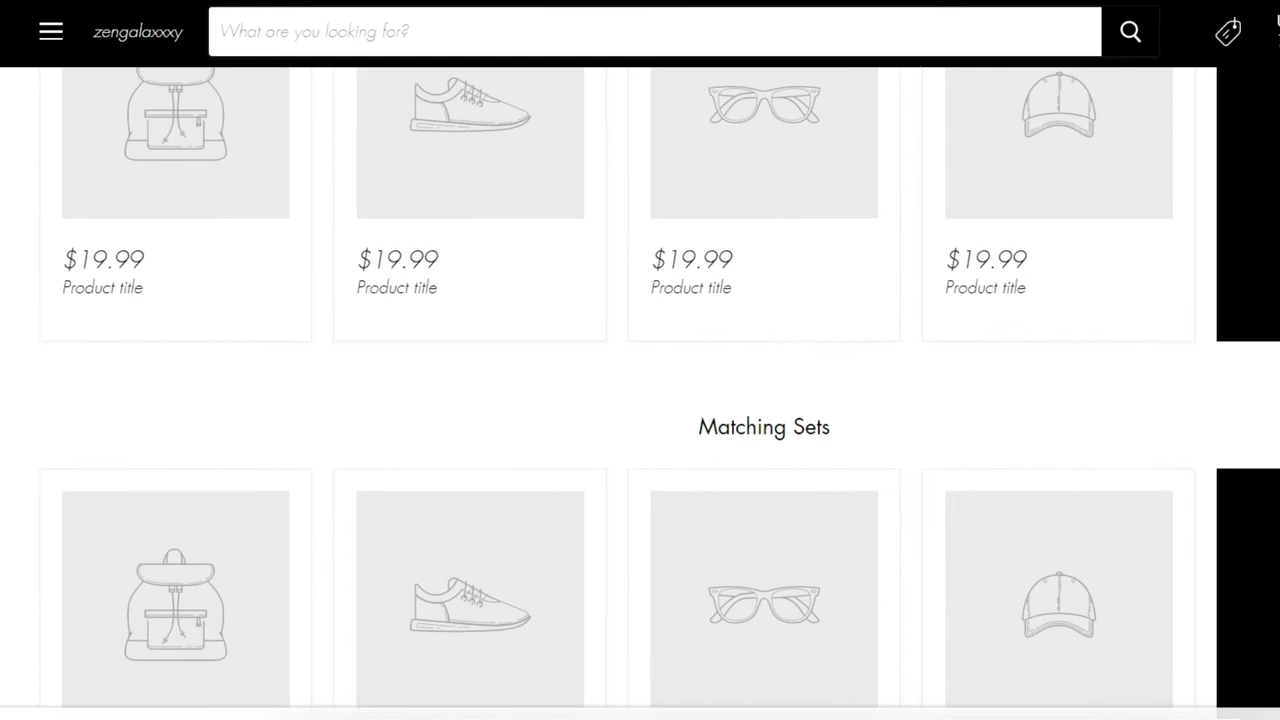 zengalaxxxy
What are you looking for?
$19.99 $19.99 $19.99 $19.99
Product title Product title Product title Product title
Matching Sets